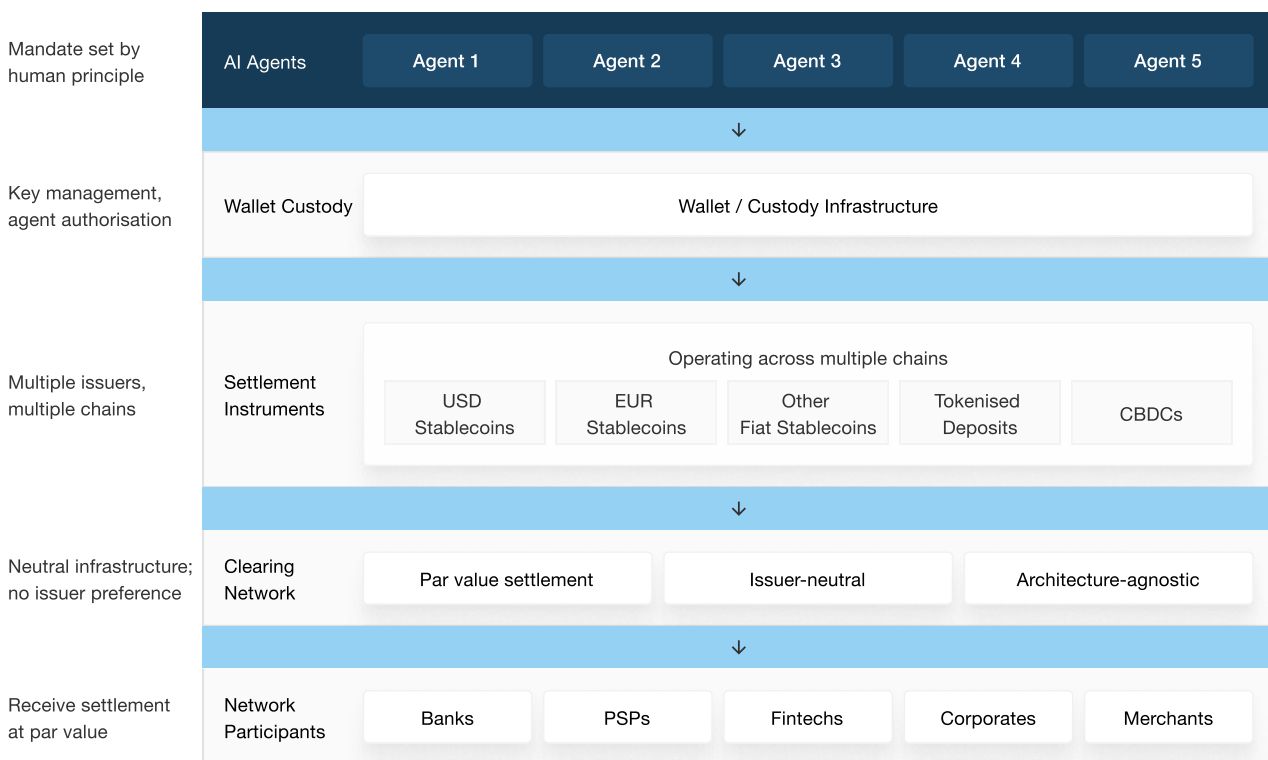 Mandate set by
human principle
AI Agents
Agent 1
Agent 2
Agent 3
Agent 4
Agent 5
↓
Key management,
agent authorisation
Wallet Custody
Wallet / Custody Infrastructure
↓
Multiple issuers,
multiple chains
Settlement
Instruments
Operating across multiple chains
USD
Stablecoins
EUR
Stablecoins
Other
Fiat Stablecoins
Tokenised
Deposits
CBDCs
↓
Neutral infrastructure;
no issuer preference
Clearing
Network
Par value settlement
Issuer-neutral
Architecture-agnostic
↓
Receive settlement
at par value
Network
Participants
Banks
PSPs
Fintechs
Corporates
Merchants